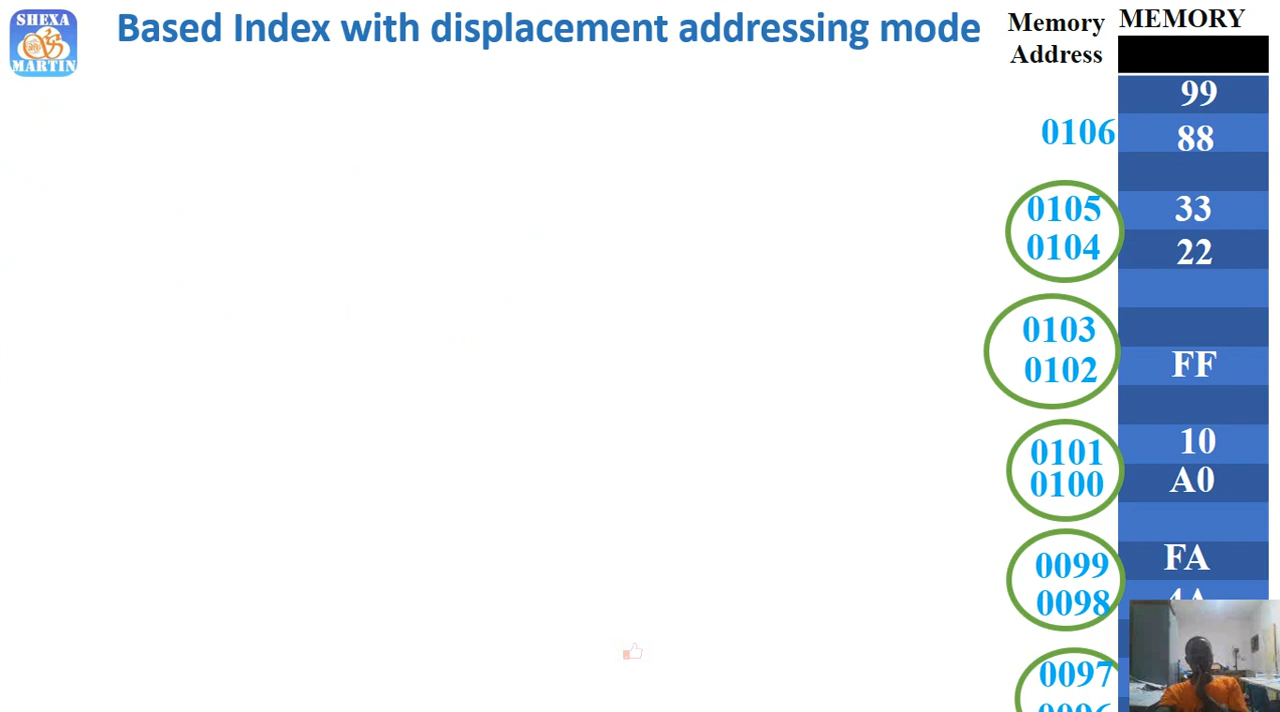 SHEXA
MARTIN
Based Index with displacement addressing mode
Memory
Address
MEMORY
99
0106 88
0105 33
0104 22
0103
0102 FF
0101 10
0100 A0
0099 FA
0098 4A
0097